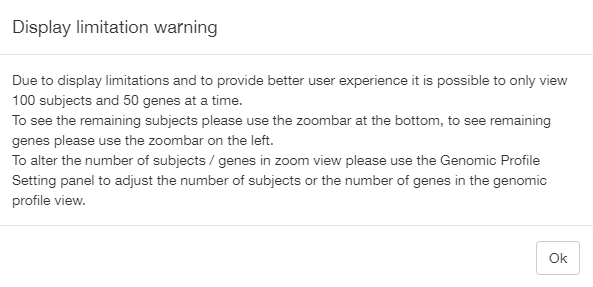 Display limitation warning
Due to display limitations and to provide better user experience it is possible to only view
100 subjects and 50 genes at a time.
To see the remaining subjects please use the zoombar at the bottom, to see remaining
genes please use the zoombar on the left.
To alter the number of subjects / genes in zoom view please use the Genomic Profile
Setting panel to adjust the number of subjects or the number of genes in the genomic
profile view.
Ok